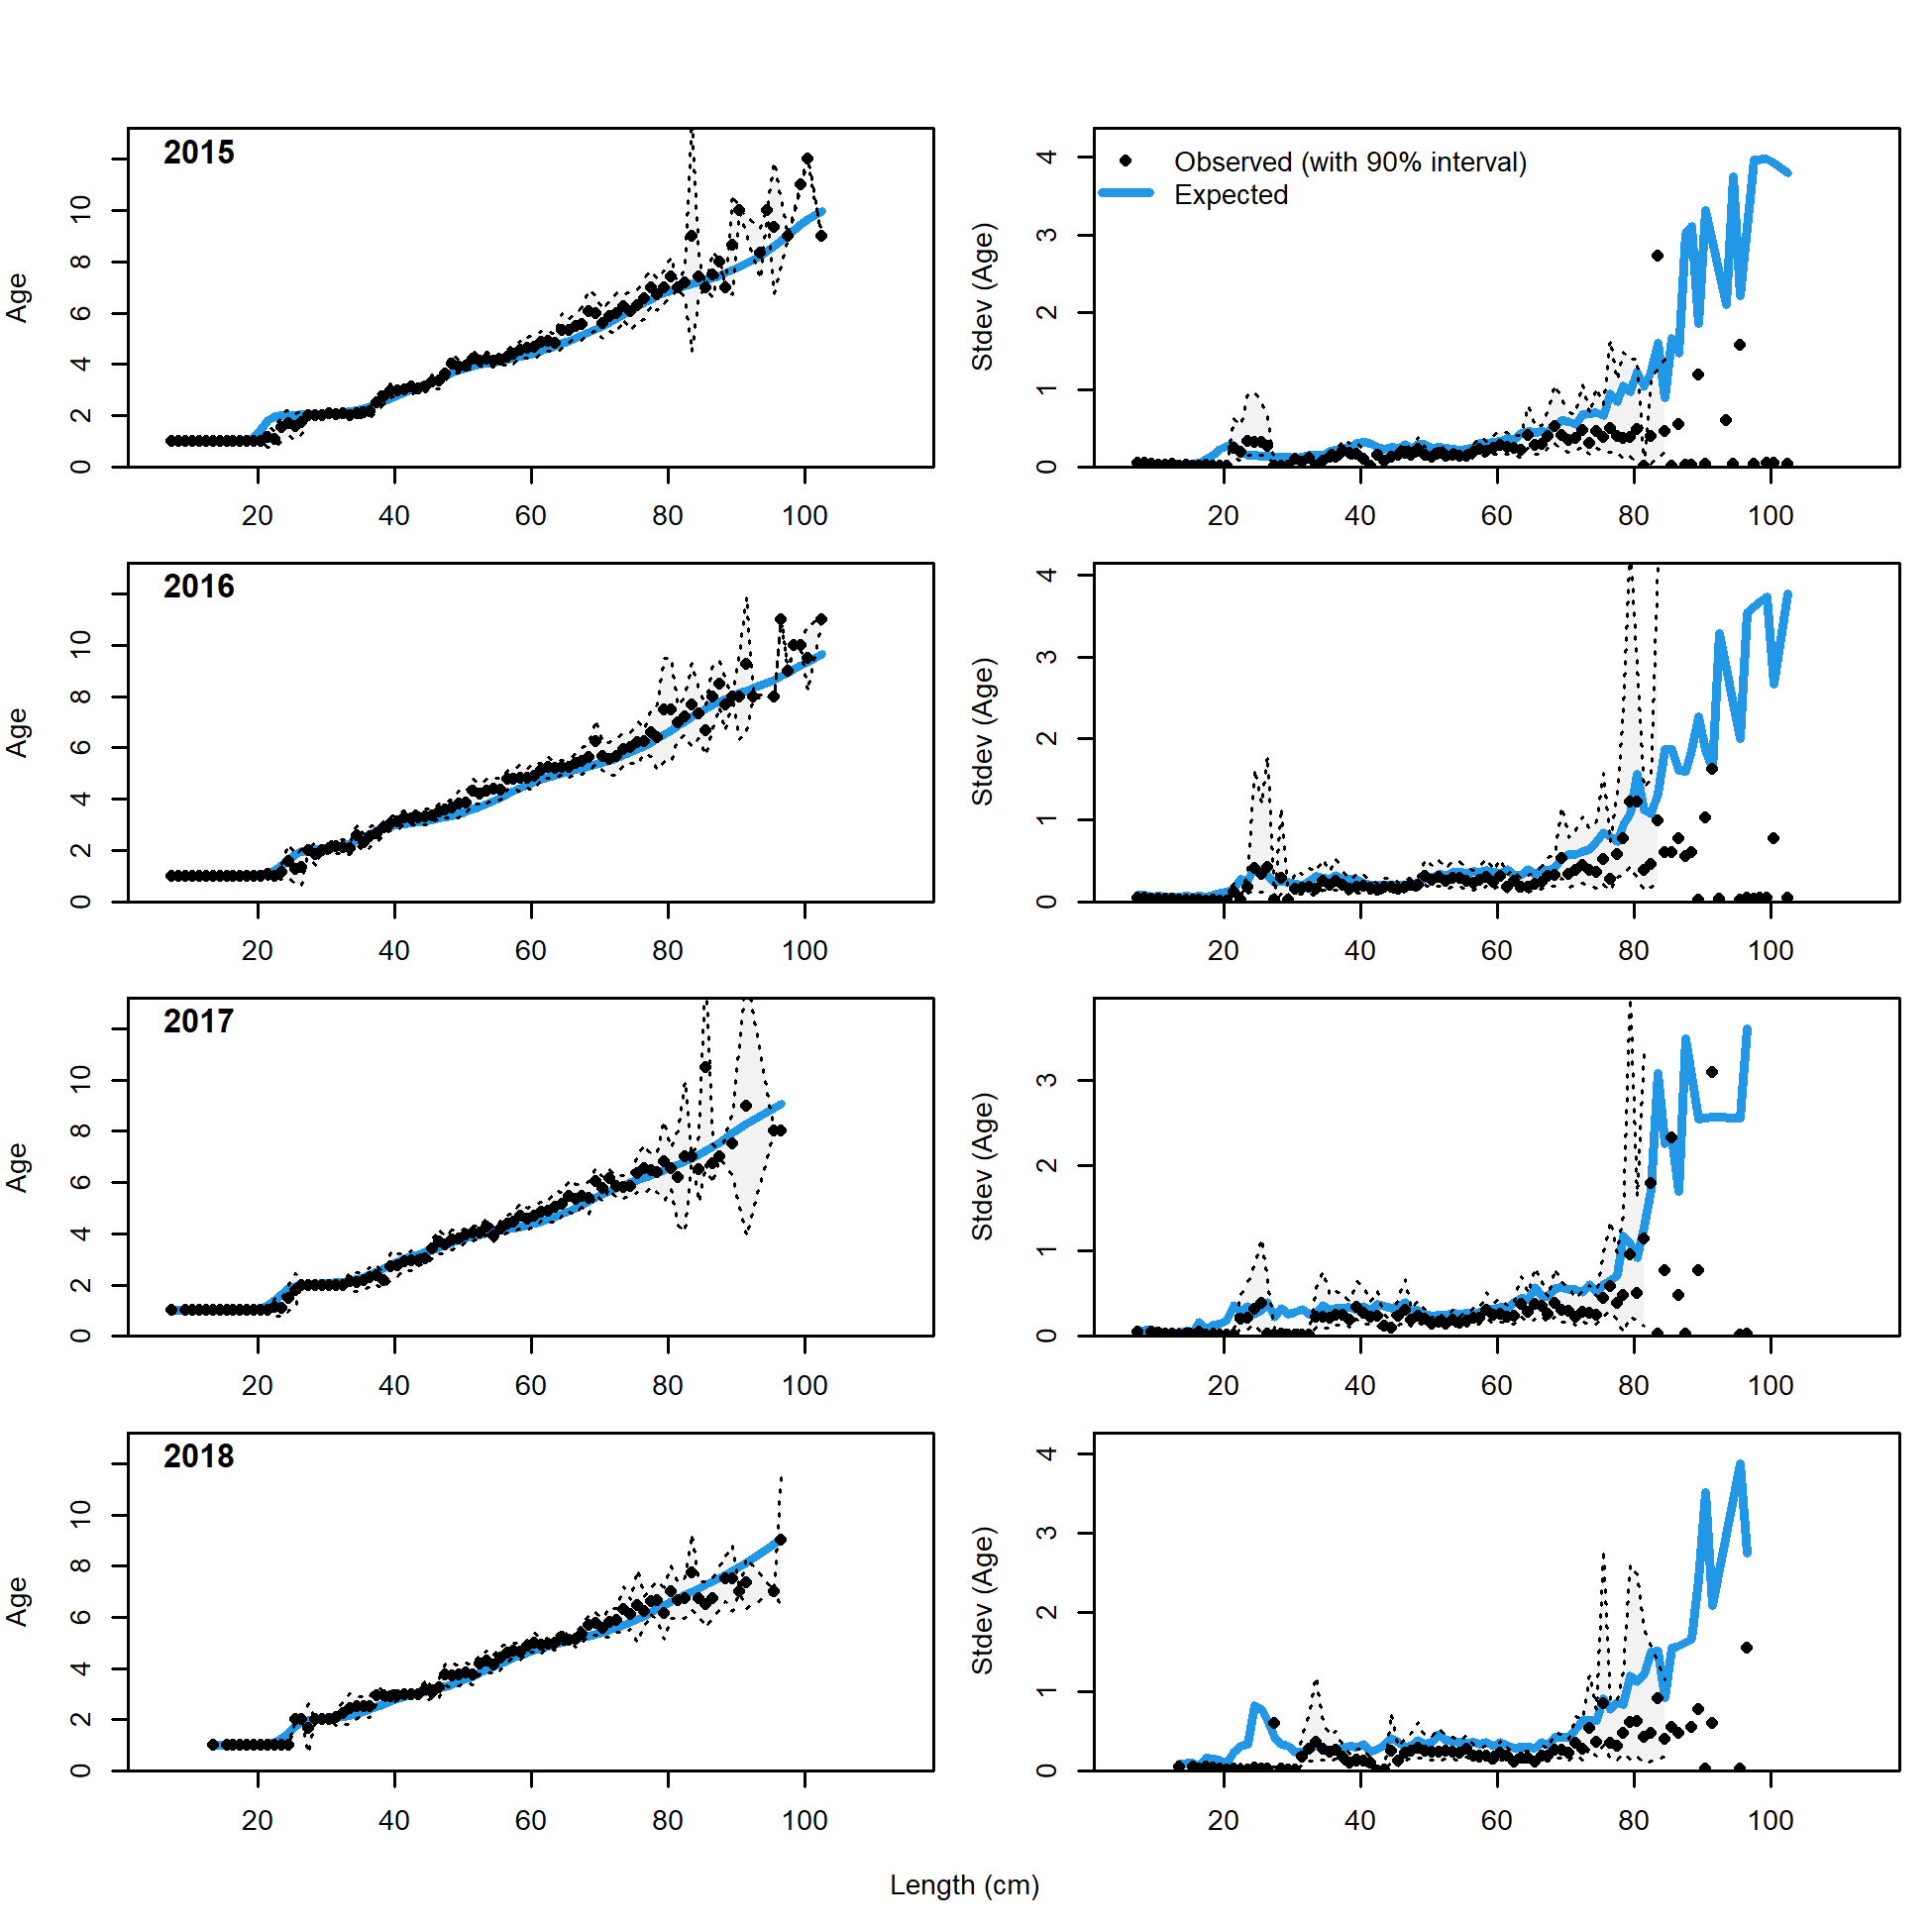 2015
Age
0 2 4 6 8 10
20 40 60 80 100
Observed (with 90% interval)
Expected
Stdev (Age)
0 1 2 3 4
20 40 60 80 100
2016
Age
0 2 4 6 8 10
20 40 60 80 100
Stdev (Age)
0 1 2 3 4
20 40 60 80 100
2017
Age
0 2 4 6 8 10
20 40 60 80 100
Stdev (Age)
0 1 2 3
20 40 60 80 100
2018
Age
0 2 4 6 8 10
20 40 60 80 100
Stdev (Age)
0 1 2 3 4
20 40 60 80 100
Length (cm)